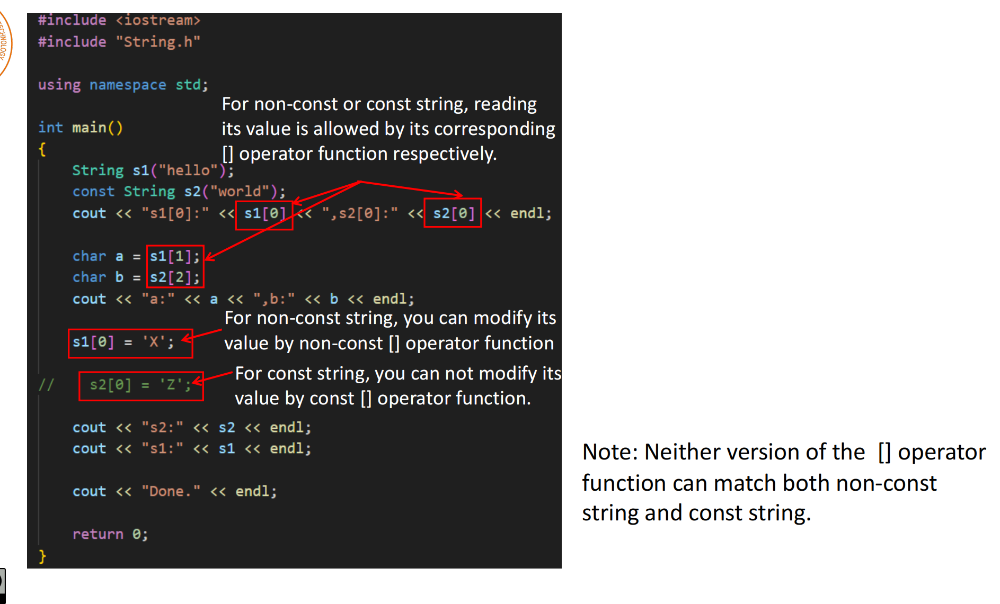 ECHNOLOGY
#include <iostream>
#include "String.h"
using namespace std;
For non-const or const string, reading
its value is allowed by its corresponding
[] operator function respectively.
int main()
{
String s1("hello");
const String s2("world");
cout << "s1[0]:" << s1[0] << ",s2[0]:" << s2[0] << endl;
char a = s1[1];
char b = s2[2];
cout << "a:" << a << ",b:" << b << endl;
For non-const string, you can modify its
value by non-const [] operator function
s1[0] = 'X';
For const string, you can not modify its
value by const [] operator function.
// s2[0] = 'Z';
cout << "s2:" << s2 << endl;
cout << "s1:" << s1 << endl;
cout << "Done." << endl;
return 0;
}
Note: Neither version of the [] operator
function can match both non-const
string and const string.